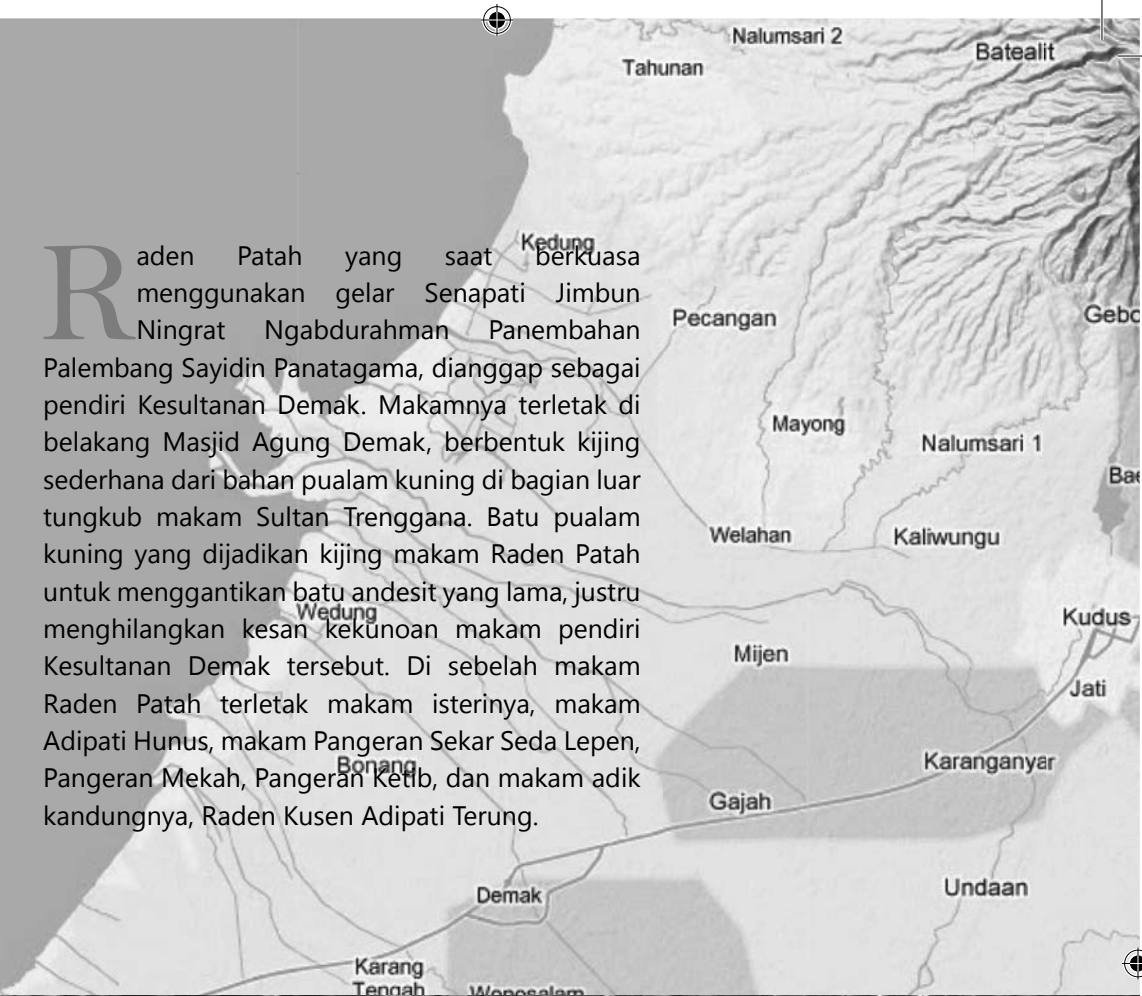 Nalumsari 2
Batealit
Tahunan
Kedung
Raden Patah yang saat berkuasa
menggunakan gelar Senapati Jimbun
Ningrat Ngabdurahman Panembahan
Palembang Sayidin Panatagama, dianggap sebagai
pendiri Kesultanan Demak. Makamnya terletak di
belakang Masjid Agung Demak, berbentuk kijing
sederhana dari bahan pualam kuning di bagian luar
tungkub makam Sultan Trenggana. Batu pualam
kuning yang dijadikan kijing makam Raden Patah
untuk menggantikan batu andesit yang lama, justru
menghilangkan kesan kekunoan makam pendiri
Kesultanan Demak tersebut. Di sebelah makam
Raden Patah terletak makam isterinya, makam
Adipati Hunus, makam Pangeran Sekar Seda Lepen,
Pangeran Mekah, Pangeran Ketib, dan makam adik
kandungnya, Raden Kusen Adipati Terung.
Pecangan
Gebo
Mayong
Nalumsari 1
Bae
Welahan
Kaliwungu
Wedung
Kudus
Mijen
Jati
Bonang
Karanganyar
Gajah
Demak
Undaan
Karang
Tengah
Wonosalam